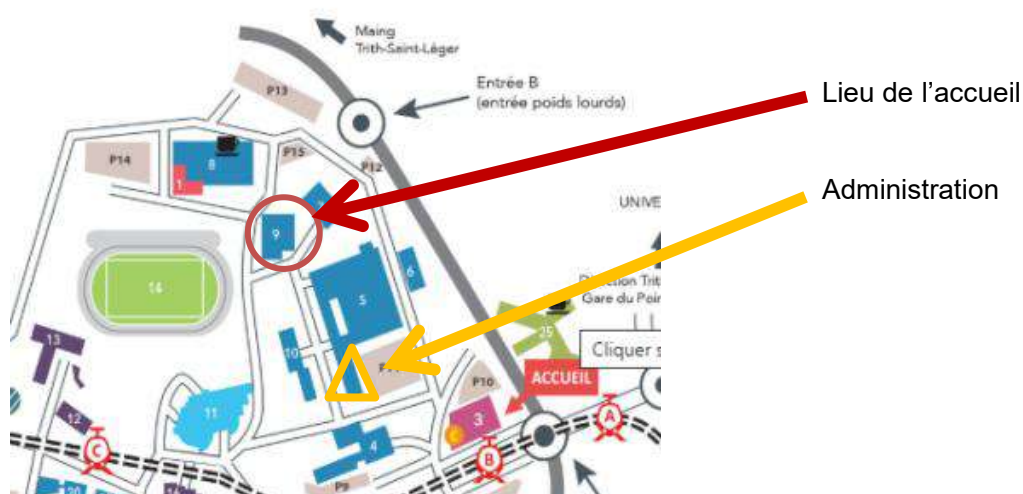 Maing
Trith-Saint-Léger
Entrée B
(entrée poids lourds)
Lieu de l’accueil
Administration
P13
P14
P15
P12
8
1
9
UNIVE
14
6
5
Direction Trit
Gare du Poin
25
Cliquer s
13
10
ACCUEIL
P10
11
3
12
4
A
B
C
P9